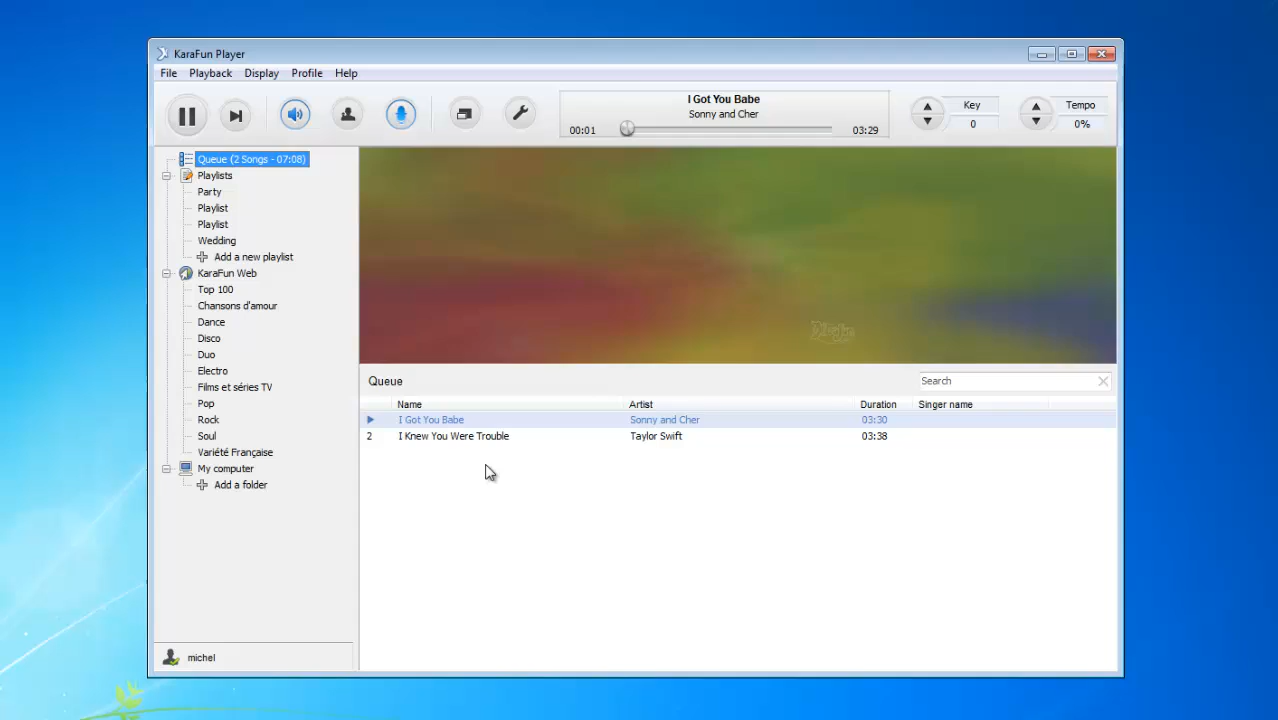 KaraFun Player
File Playback Display Profile Help
I Got You Babe
Sonny and Cher
00:01 03:29
Key
0
Tempo
0%
Queue (2 Songs - 07:08)
Playlists
Party
Playlist
Playlist
Wedding
Add a new playlist
KaraFun Web
Top 100
Chansons d'amour
Dance
Disco
Duo
Electro
Films et séries TV
Pop
Rock
Soul
Variété Française
My computer
Add a folder
michel
Queue Search
Name Artist Duration Singer name
I Got You Babe Sonny and Cher 03:30
2 I Knew You Were Trouble Taylor Swift 03:38